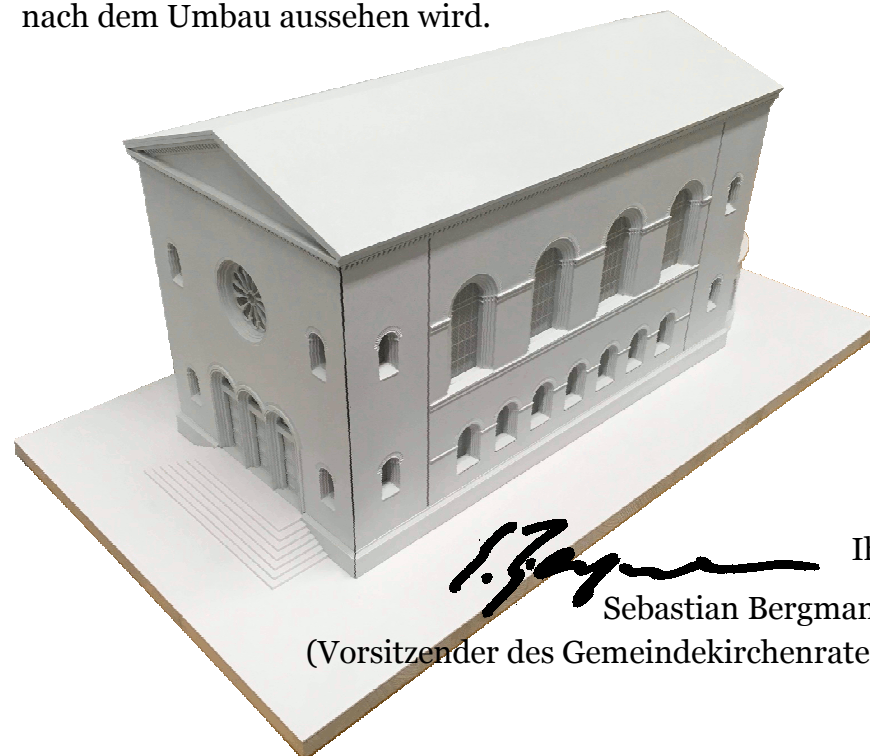 nach dem Umbau aussehen wird.
Ih
Sebastian Bergman
(Vorsitzender des Gemeindekirchenrate